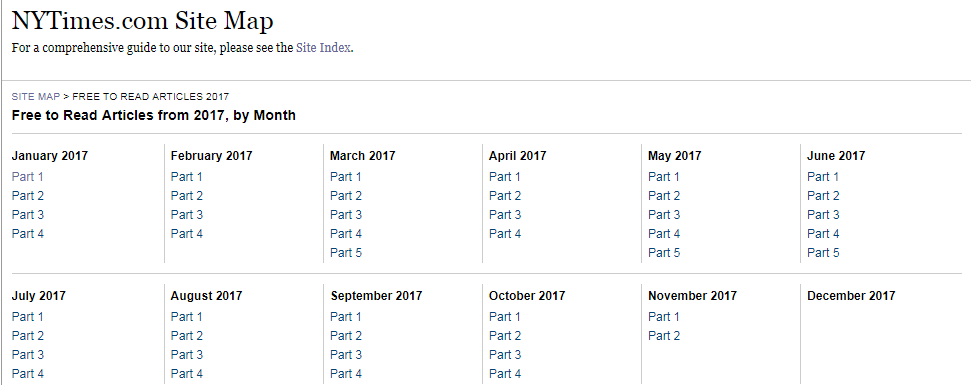 NYTimes.com Site Map
For a comprehensive guide to our site, please see the Site Index.
SITE MAP > FREE TO READ ARTICLES 2017
Free to Read Articles from 2017, by Month
January 2017
Part 1
Part 2
Part 3
Part 4
February 2017
Part 1
Part 2
Part 3
Part 4
March 2017
Part 1
Part 2
Part 3
Part 4
Part 5
April 2017
Part 1
Part 2
Part 3
Part 4
May 2017
Part 1
Part 2
Part 3
Part 4
Part 5
June 2017
Part 1
Part 2
Part 3
Part 4
Part 5
July 2017
Part 1
Part 2
Part 3
Part 4
August 2017
Part 1
Part 2
Part 3
Part 4
September 2017
Part 1
Part 2
Part 3
Part 4
October 2017
Part 1
Part 2
Part 3
Part 4
November 2017
Part 1
Part 2
December 2017